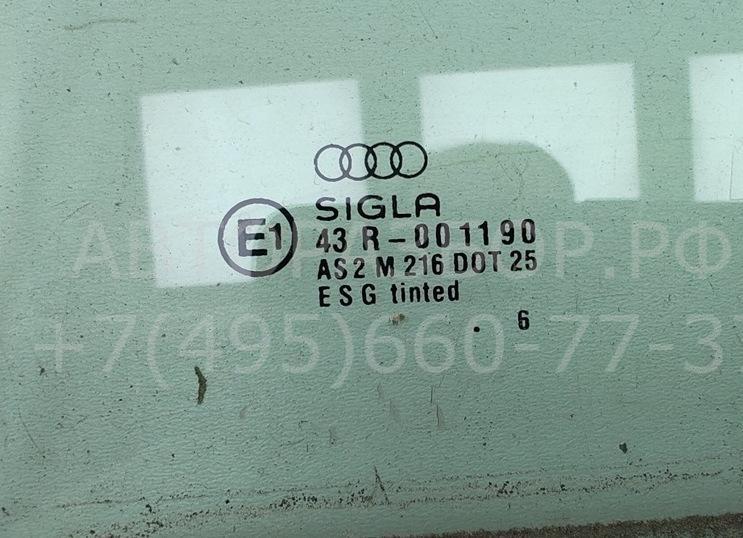 SIGLA
E1
43 R-001190
AS2 M 216 DOT 25
ESG tinted
. 6
+7(495)660-77-3